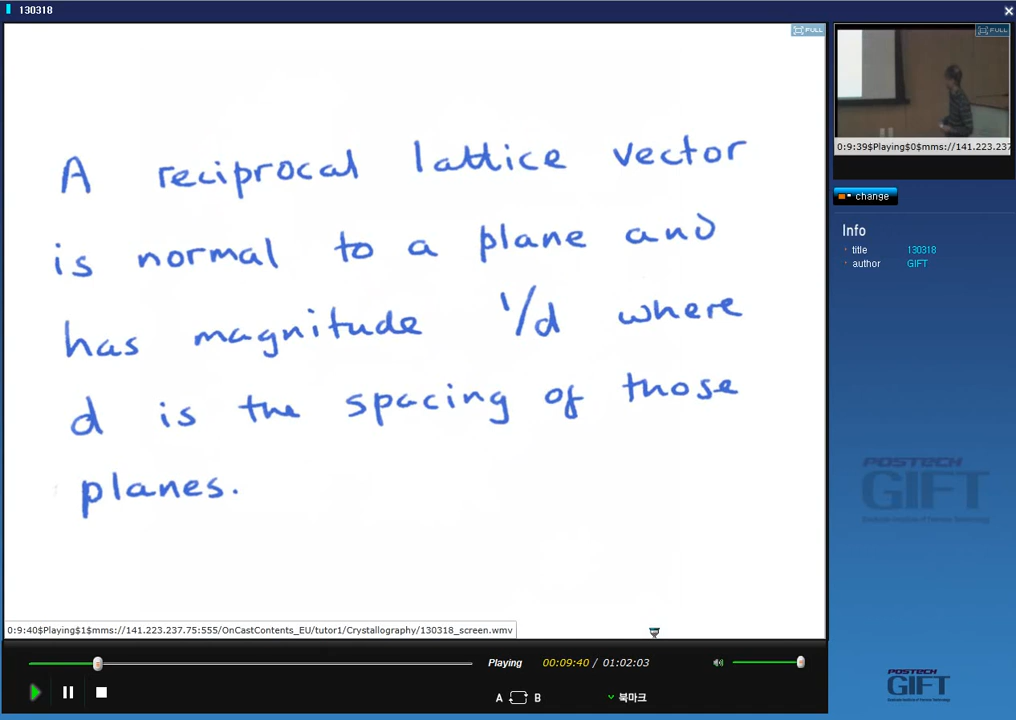 130318
FULL
A reciprocal lattice vector
is normal to a plane and
has magnitude 1/d where
d is the spacing of those
planes.
0:9:40$Playing$1$mms://141.223.237.75:555/OnCastContents_EU/tutor1/Crystallography/130318_screen.wmv
Playing
00:09:40 / 01:02:03
A B
북마크
FULL
0:9:39$Playing$0$mms://141.223.237
change
Info
title 130318
author GIFT
POSTECH
GIFT
POSTECH
GIFT